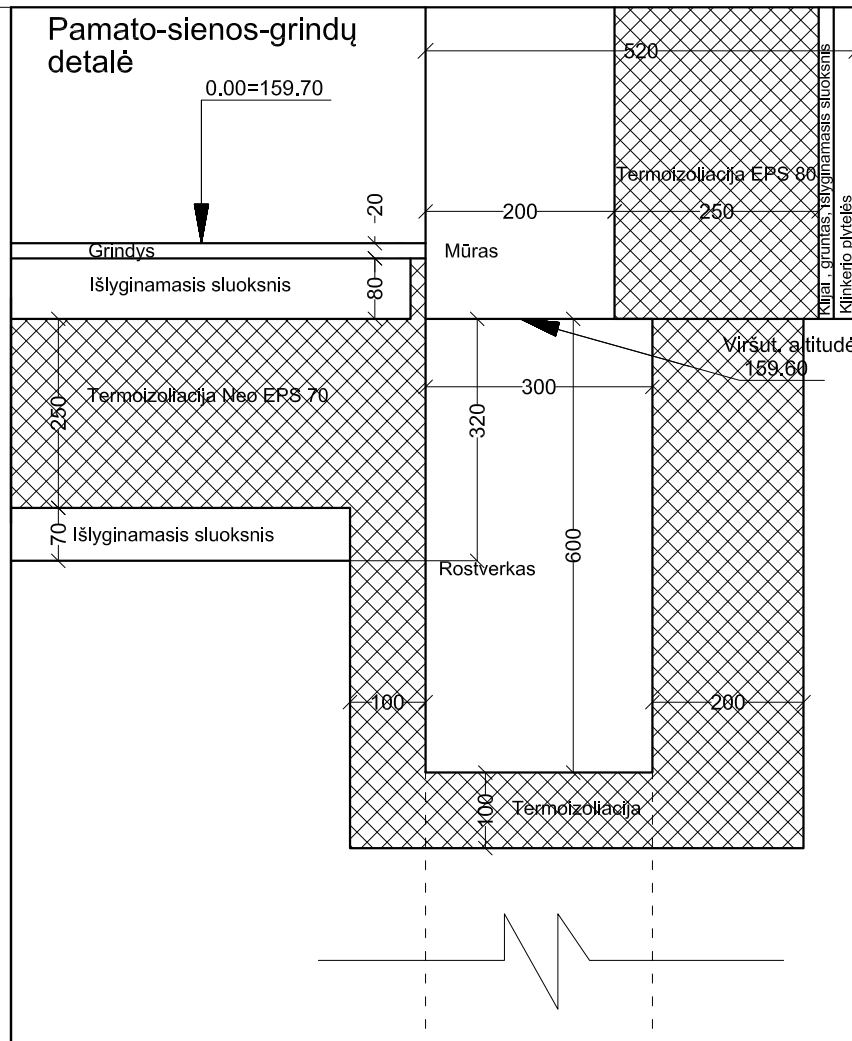 Pamato-sienos-grindų
detalė
0.00=159.70
520
Termoizoliacija EPS 80
Klijai , gruntas, išlyginamasis sluoksnis
Klinkerio plytelės
20
200
250
Grindys
Mūras
Išlyginamasis sluoksnis
80
Viršut. altitudė
159.60
Termoizoliacija Neo EPS 70
250
300
320
600
Išlyginamasis sluoksnis
70
Rostverkas
100
200
100
Termoizoliacija